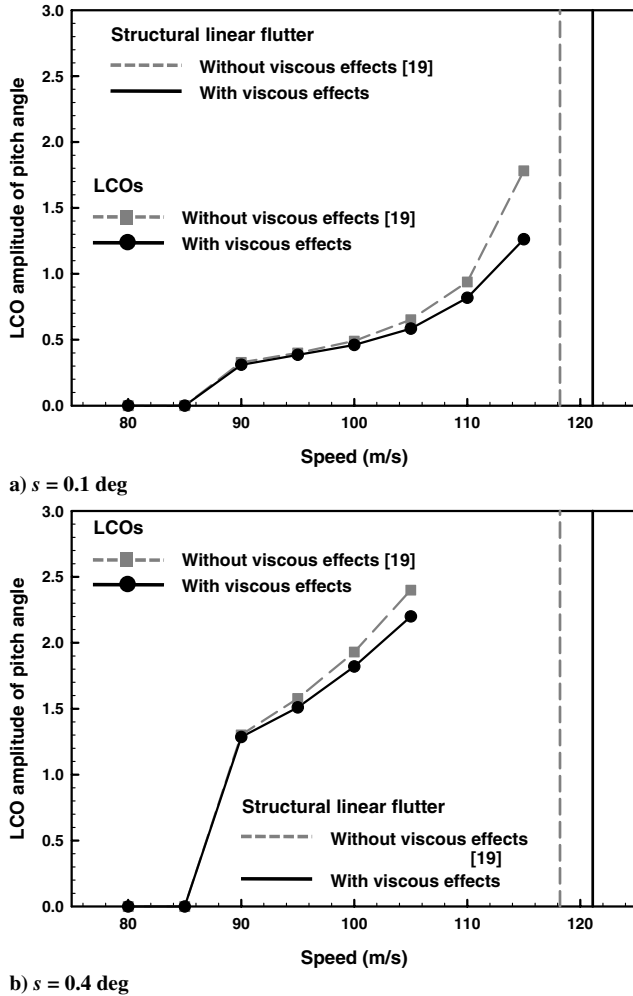 3.0
Structural linear flutter
Without viscous effects [19]
With viscous effects
2.5
2.0
LCOs
Without viscous effects [19]
With viscous effects
1.5
1.0
0.5
0.0
LCO amplitude of pitch angle
80 90 100 110 120
Speed (m/s)
a) s = 0.1 deg
3.0
LCOs
Without viscous effects [19]
With viscous effects
2.5
2.0
1.5
1.0
0.5
0.0
LCO amplitude of pitch angle
Structural linear flutter
Without viscous effects
[19]
With viscous effects
80 90 100 110 120
Speed (m/s)
b) s = 0.4 deg